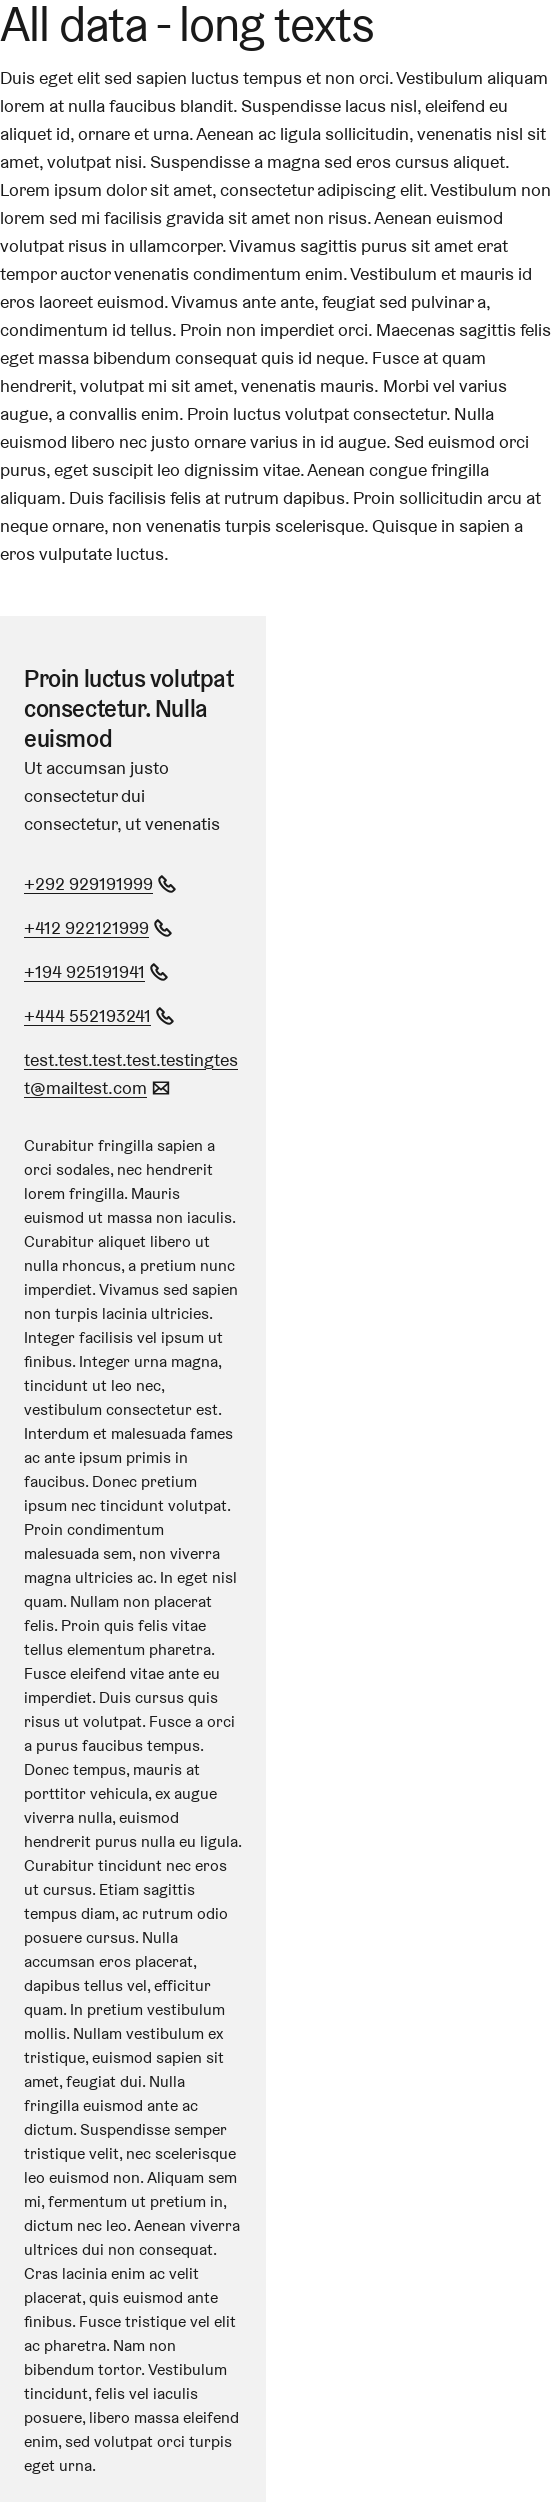 All data - long texts
Duis eget elit sed sapien luctus tempus et non orci. Vestibulum aliquam
lorem at nulla faucibus blandit. Suspendisse lacus nisl, eleifend eu
aliquet id, ornare et urna. Aenean ac ligula sollicitudin, venenatis nisl sit
amet, volutpat nisi. Suspendisse a magna sed eros cursus aliquet.
Lorem ipsum dolor sit amet, consectetur adipiscing elit. Vestibulum non
lorem sed mi facilisis gravida sit amet non risus. Aenean euismod
volutpat risus in ullamcorper. Vivamus sagittis purus sit amet erat
tempor auctor venenatis condimentum enim. Vestibulum et mauris id
eros laoreet euismod. Vivamus ante ante, feugiat sed pulvinar a,
condimentum id tellus. Proin non imperdiet orci. Maecenas sagittis felis
eget massa bibendum consequat quis id neque. Fusce at quam
hendrerit, volutpat mi sit amet, venenatis mauris. Morbi vel varius
augue, a convallis enim. Proin luctus volutpat consectetur. Nulla
euismod libero nec justo ornare varius in id augue. Sed euismod orci
purus, eget suscipit leo dignissim vitae. Aenean congue fringilla
aliquam. Duis facilisis felis at rutrum dapibus. Proin sollicitudin arcu at
neque ornare, non venenatis turpis scelerisque. Quisque in sapien a
eros vulputate luctus.
Proin luctus volutpat
consectetur. Nulla
euismod
Ut accumsan justo
consectetur dui
consectetur, ut venenatis
+292 929191999
+412 922121999
+194 925191941
+444 552193241
test.test.test.test.testingtes
t@mailtest.com
Curabitur fringilla sapien a
orci sodales, nec hendrerit
lorem fringilla. Mauris
euismod ut massa non iaculis.
Curabitur aliquet libero ut
nulla rhoncus, a pretium nunc
imperdiet. Vivamus sed sapien
non turpis lacinia ultricies.
Integer facilisis vel ipsum ut
finibus. Integer urna magna,
tincidunt ut leo nec,
vestibulum consectetur est.
Interdum et malesuada fames
ac ante ipsum primis in
faucibus. Donec pretium
ipsum nec tincidunt volutpat.
Proin condimentum
malesuada sem, non viverra
magna ultricies ac. In eget nisl
quam. Nullam non placerat
felis. Proin quis felis vitae
tellus elementum pharetra.
Fusce eleifend vitae ante eu
imperdiet. Duis cursus quis
risus ut volutpat. Fusce a orci
a purus faucibus tempus.
Donec tempus, mauris at
porttitor vehicula, ex augue
viverra nulla, euismod
hendrerit purus nulla eu ligula.
Curabitur tincidunt nec eros
ut cursus. Etiam sagittis
tempus diam, ac rutrum odio
posuere cursus. Nulla
accumsan eros placerat,
dapibus tellus vel, efficitur
quam. In pretium vestibulum
mollis. Nullam vestibulum ex
tristique, euismod sapien sit
amet, feugiat dui. Nulla
fringilla euismod ante ac
dictum. Suspendisse semper
tristique velit, nec scelerisque
leo euismod non. Aliquam sem
mi, fermentum ut pretium in,
dictum nec leo. Aenean viverra
ultrices dui non consequat.
Cras lacinia enim ac velit
placerat, quis euismod ante
finibus. Fusce tristique vel elit
ac pharetra. Nam non
bibendum tortor. Vestibulum
tincidunt, felis vel iaculis
posuere, libero massa eleifend
enim, sed volutpat orci turpis
eget urna.